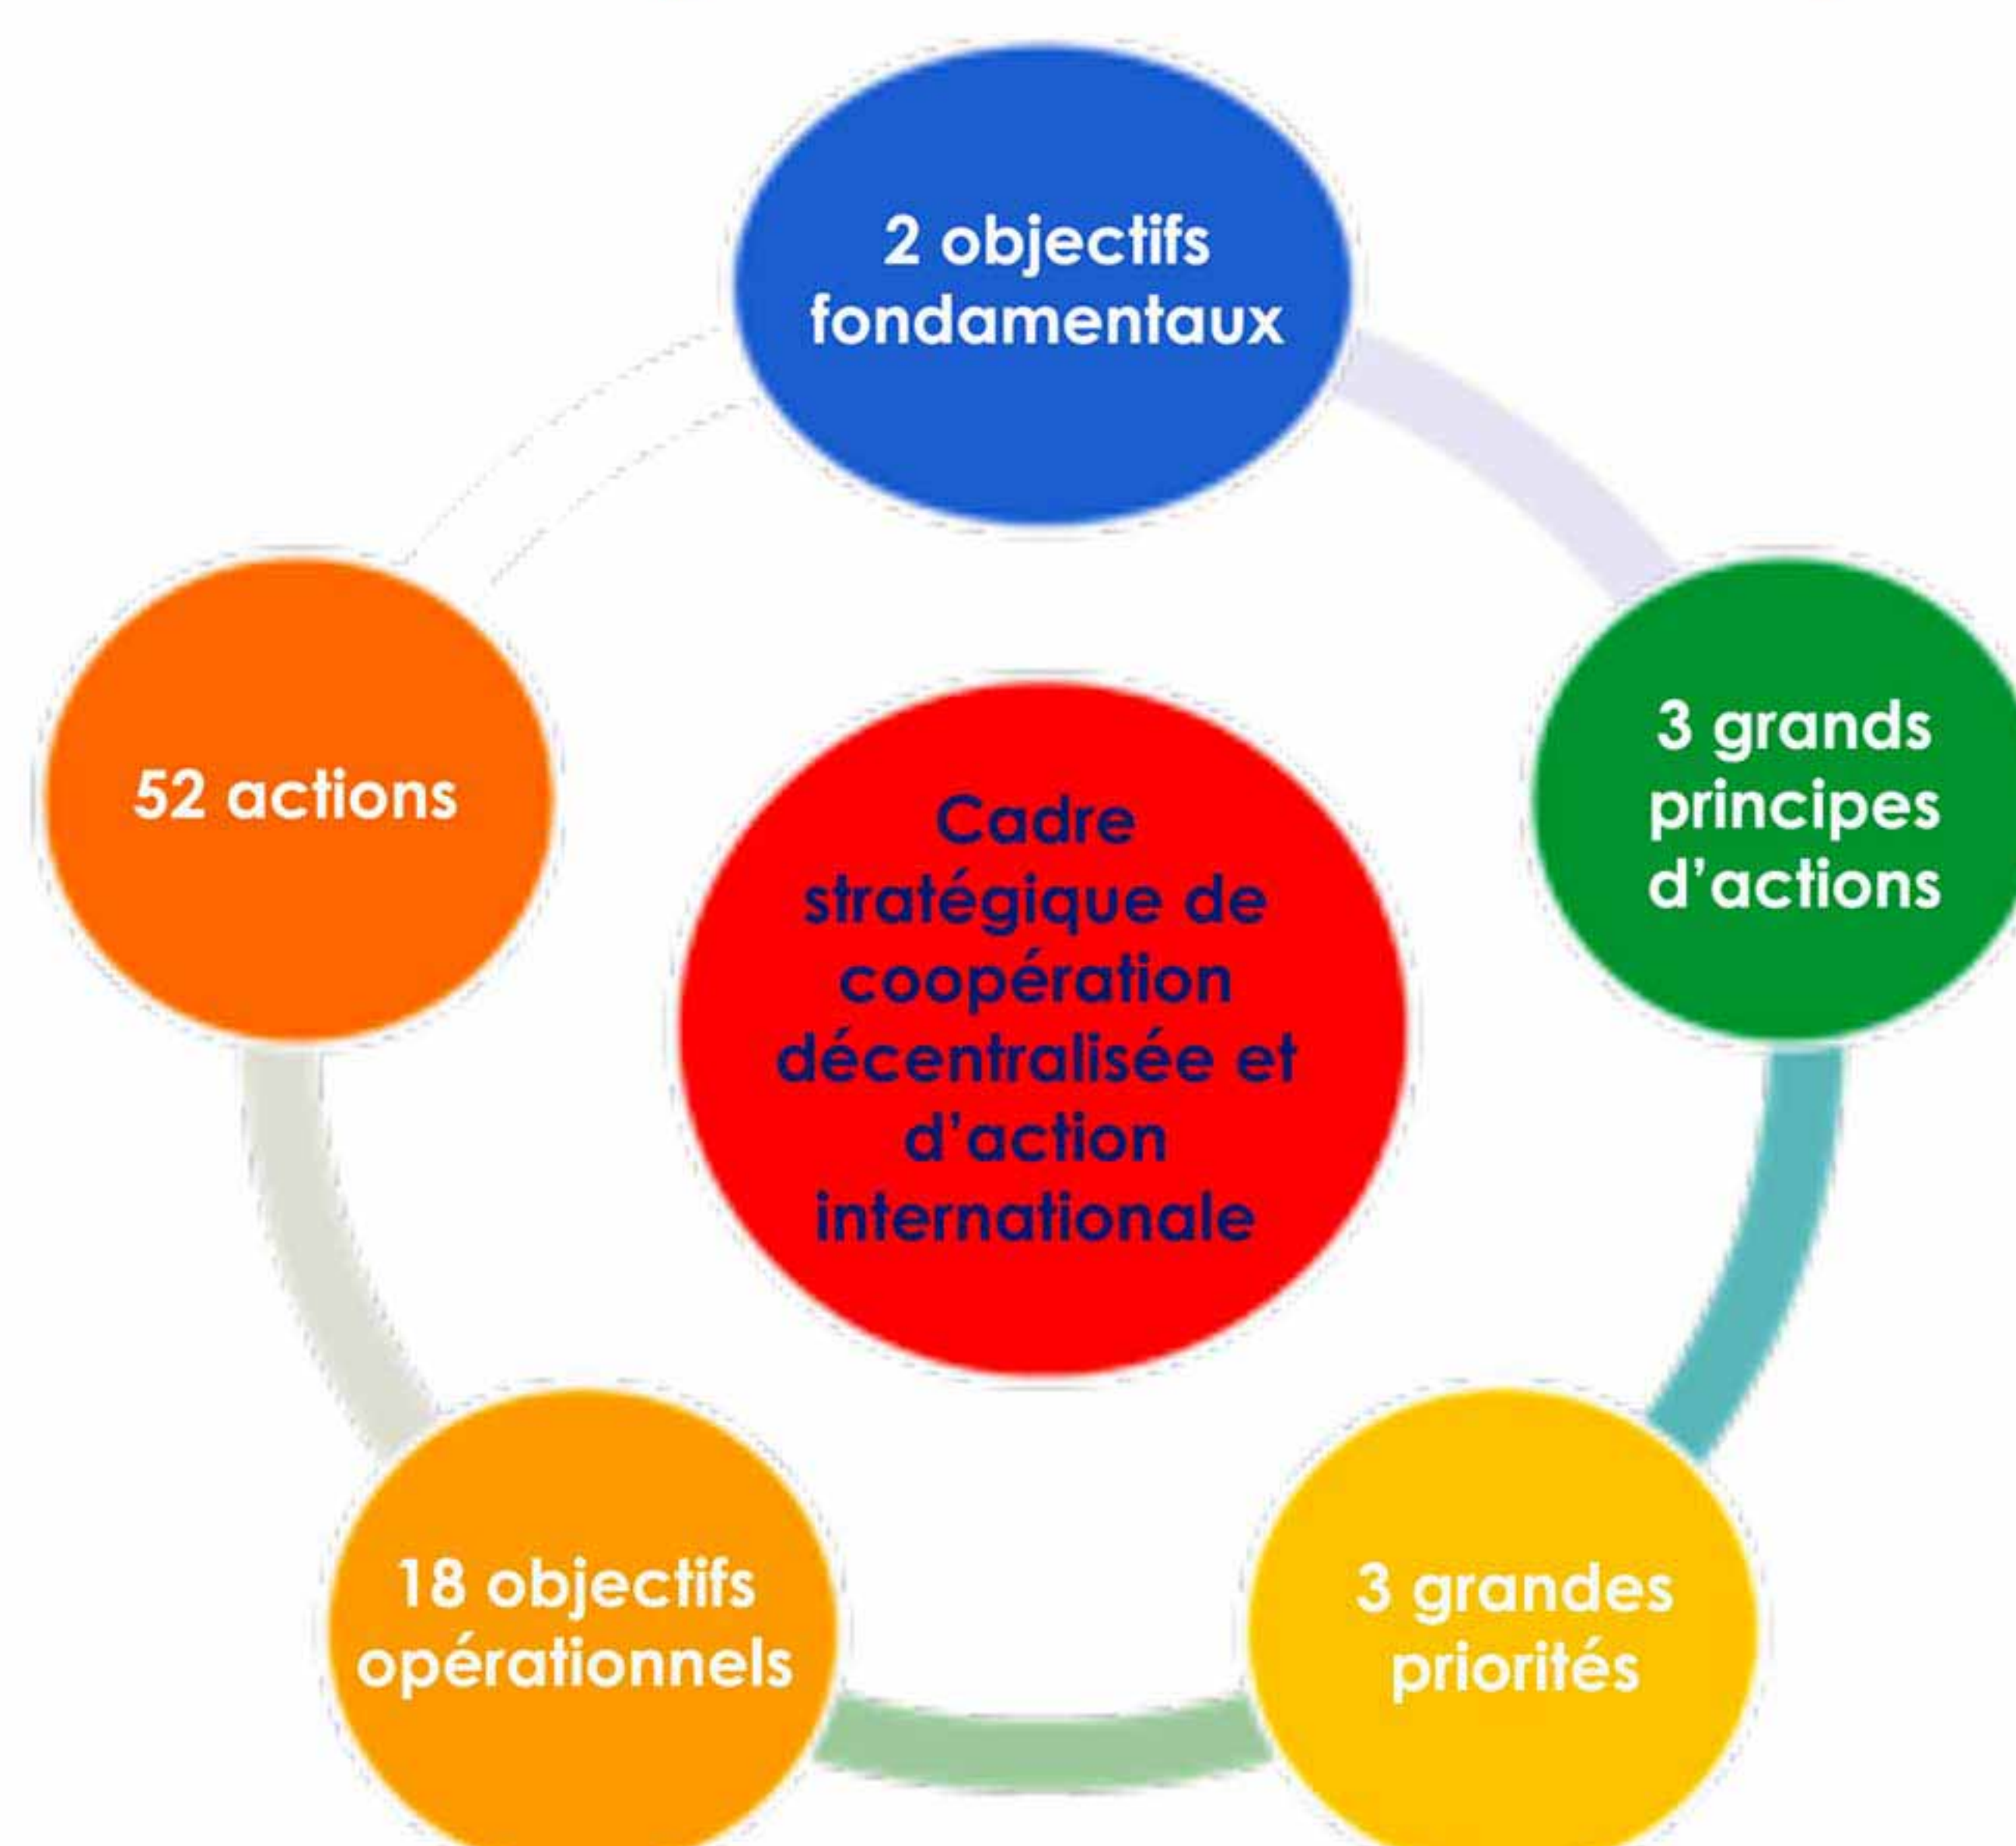 2 objectifs
fondamentaux
3 grands
principes
d’actions
52 actions
Cadre
stratégique de
coopération
décentralisée et
d’action
internationale
18 objectifs
opérationnels
3 grandes
priorités